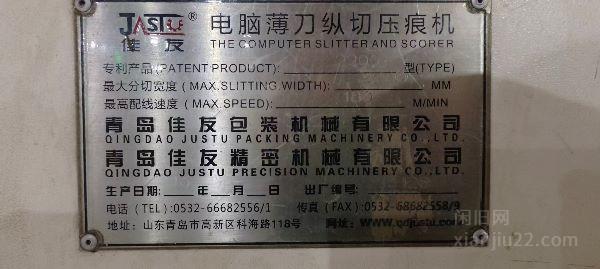 JASTU
佳友
电脑薄刀纵切压痕机
THE COMPUTER SLITTER AND SCORER
专利产品(PATENT PRODUCT): 2200 型(TYPE)
最大分切宽度(MAX.SLITTING.WIDTH): MM
最高配线速度(MAX.SPEED): M/MIN
青岛佳友包装机械有限公司
QINGDAO JUSTU PACKING MACHINERY CO.,LTD.
青岛佳友精密机械有限公司
QINGDAO JUSTU PRECISION MACHINERY CO.,LTD.
生产日期: 年 月 日 出厂编号:
电话(TEL):0532-66682556/1 传真(FAX):0532-68682558/9
地址: 山东青岛市高新区科海路118号 网址: www.qdjustu.com
闲旧网
xianjiu22.com